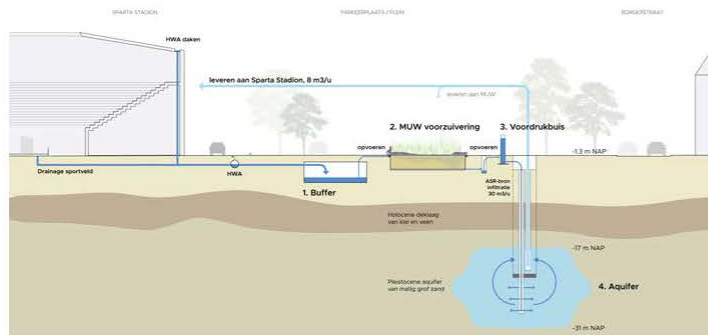 SPARTA STADION
PARKEERPLAATS / PLEIN
HWA daken
leveren aan Sparta Stadion, 8 m3/u
leveren aan MUW
2. MUW voorzuivering
3. Voordrukbuis
opvoeren
opvoeren
-1.3 m NAP
Drainage sportveld
HWA
1. Buffer
ASR-bron
infiltratie
30 m3/u
Holocene deklaag
van klei en veen
-17 m NAP
Pleistocene aquifer
van matig grof zand
4. Aquifer
-31 m NAP